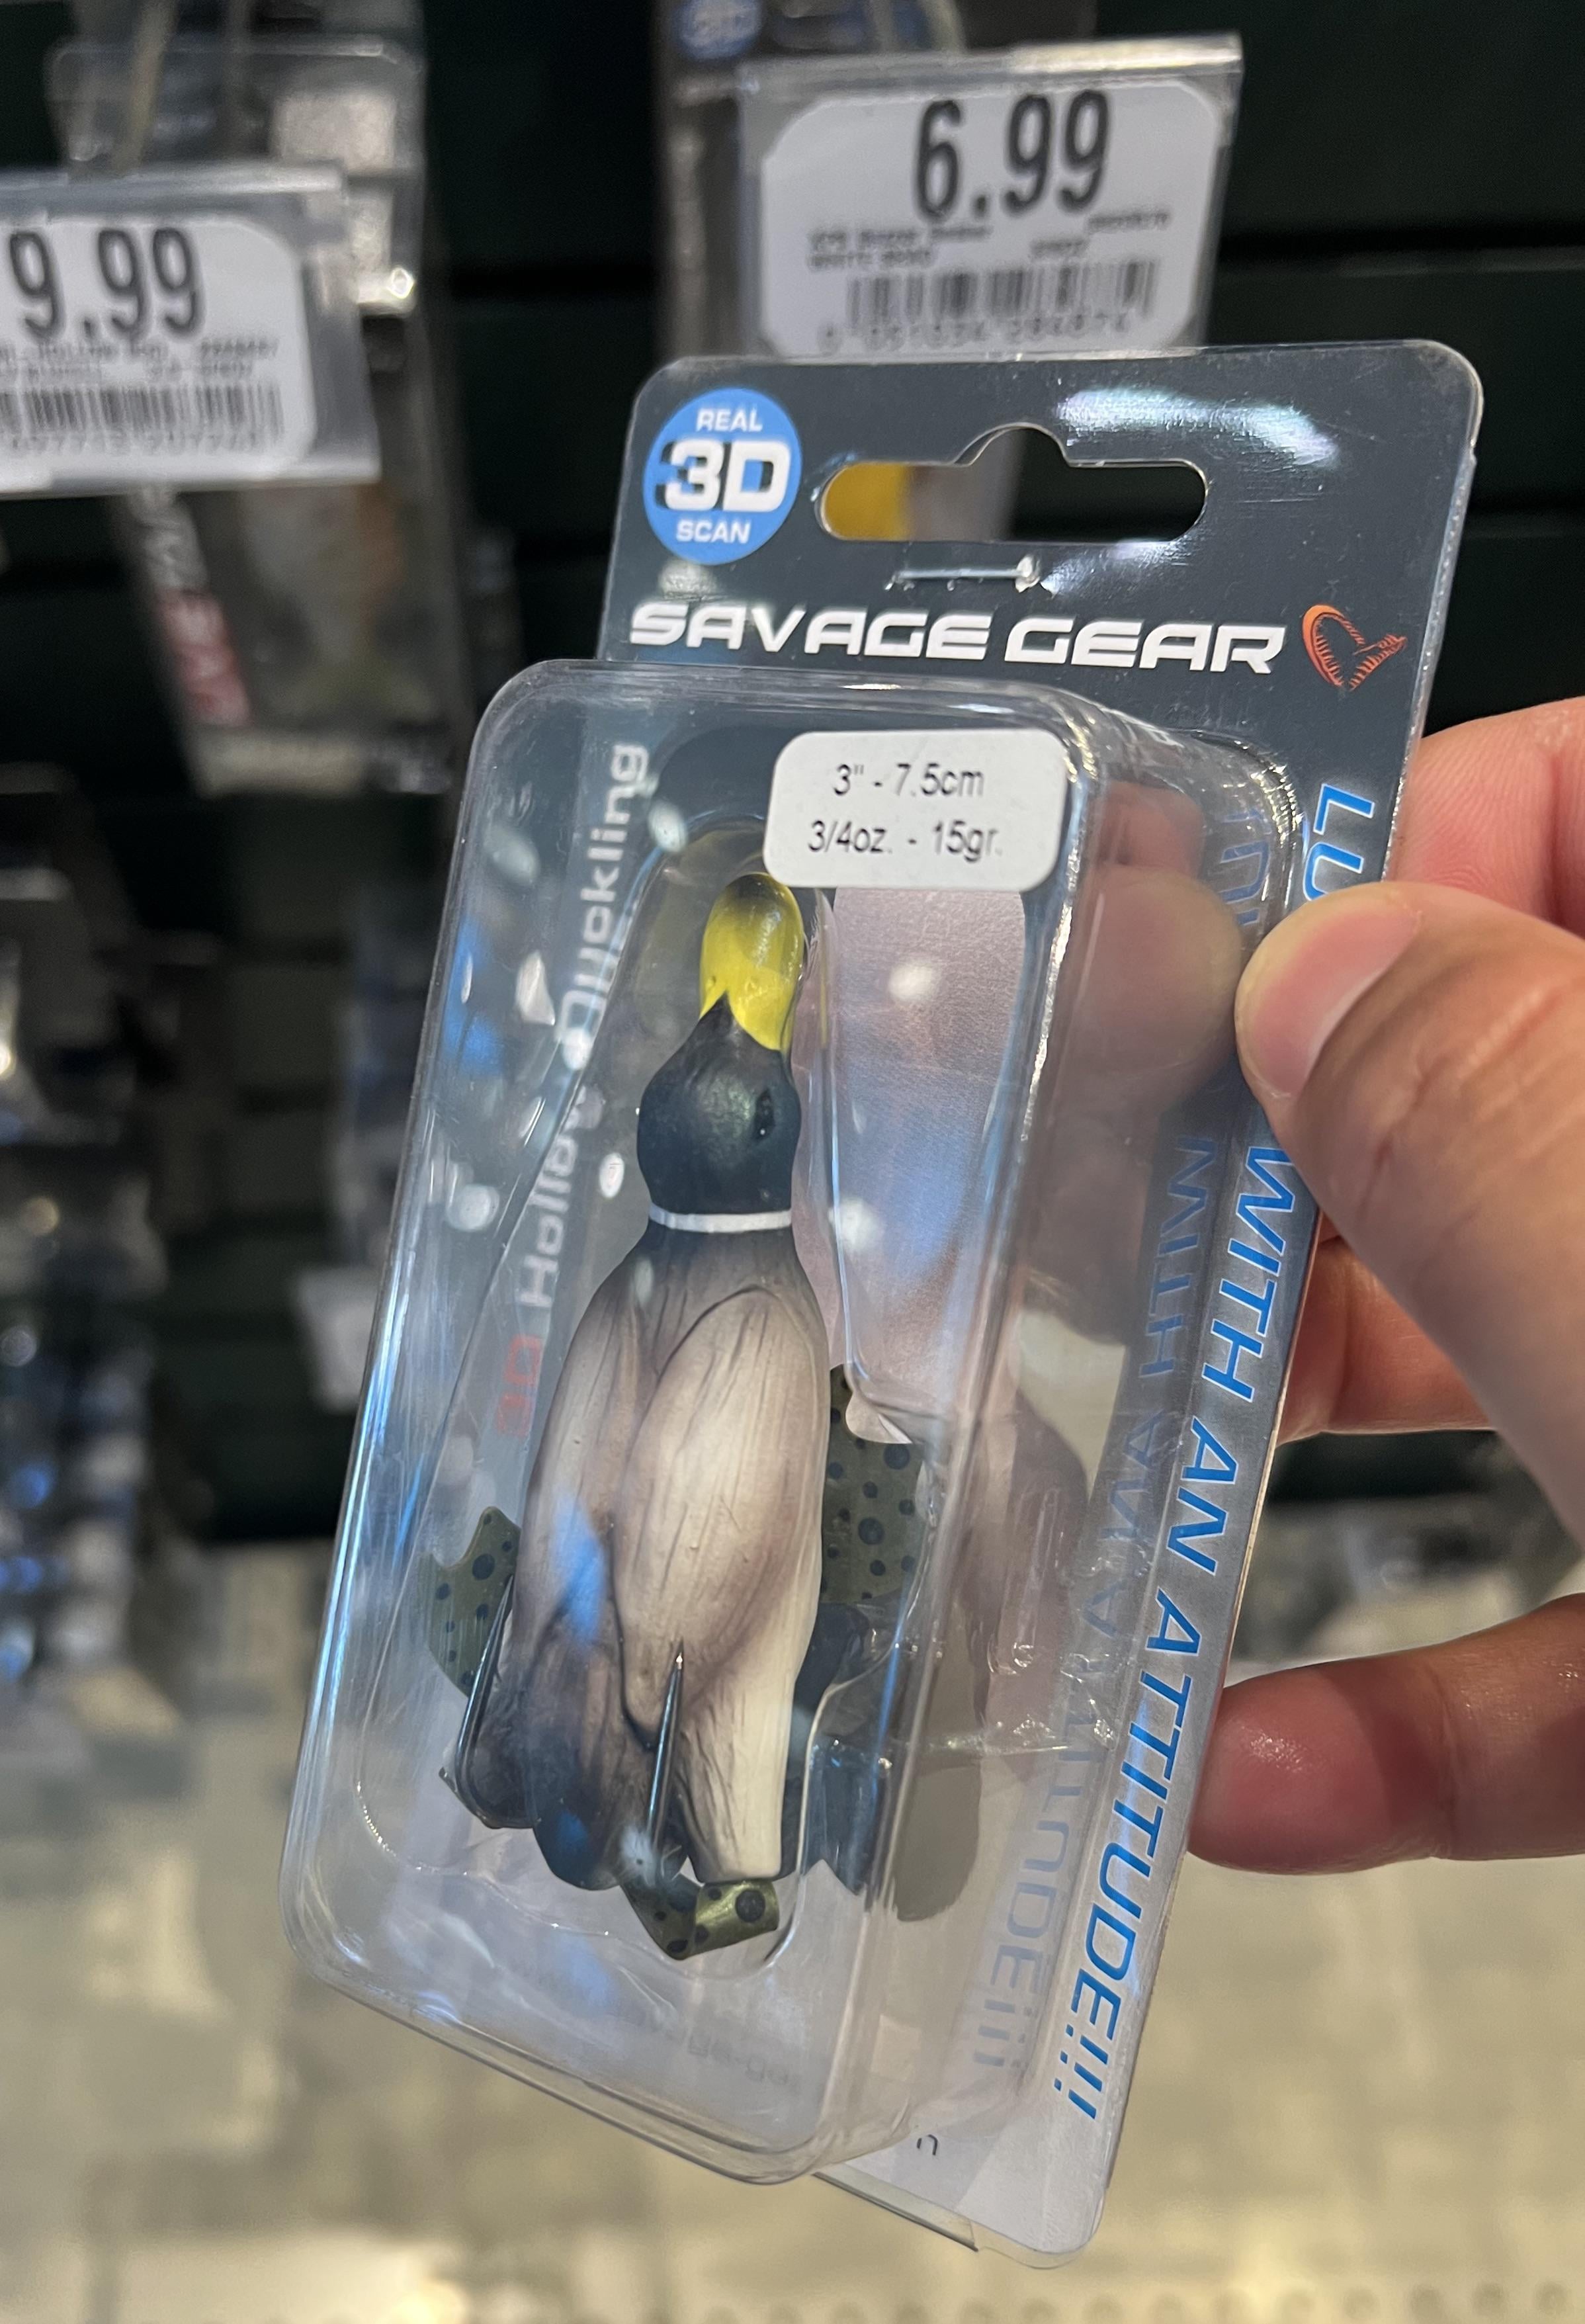 9.99
6.99
REAL
3D
SCAN
SAVAGE GEAR
3" - 7.5cm
3/4oz. - 15gr.
3D Hollow Duckling
WITH AN ATTITUDE!!!